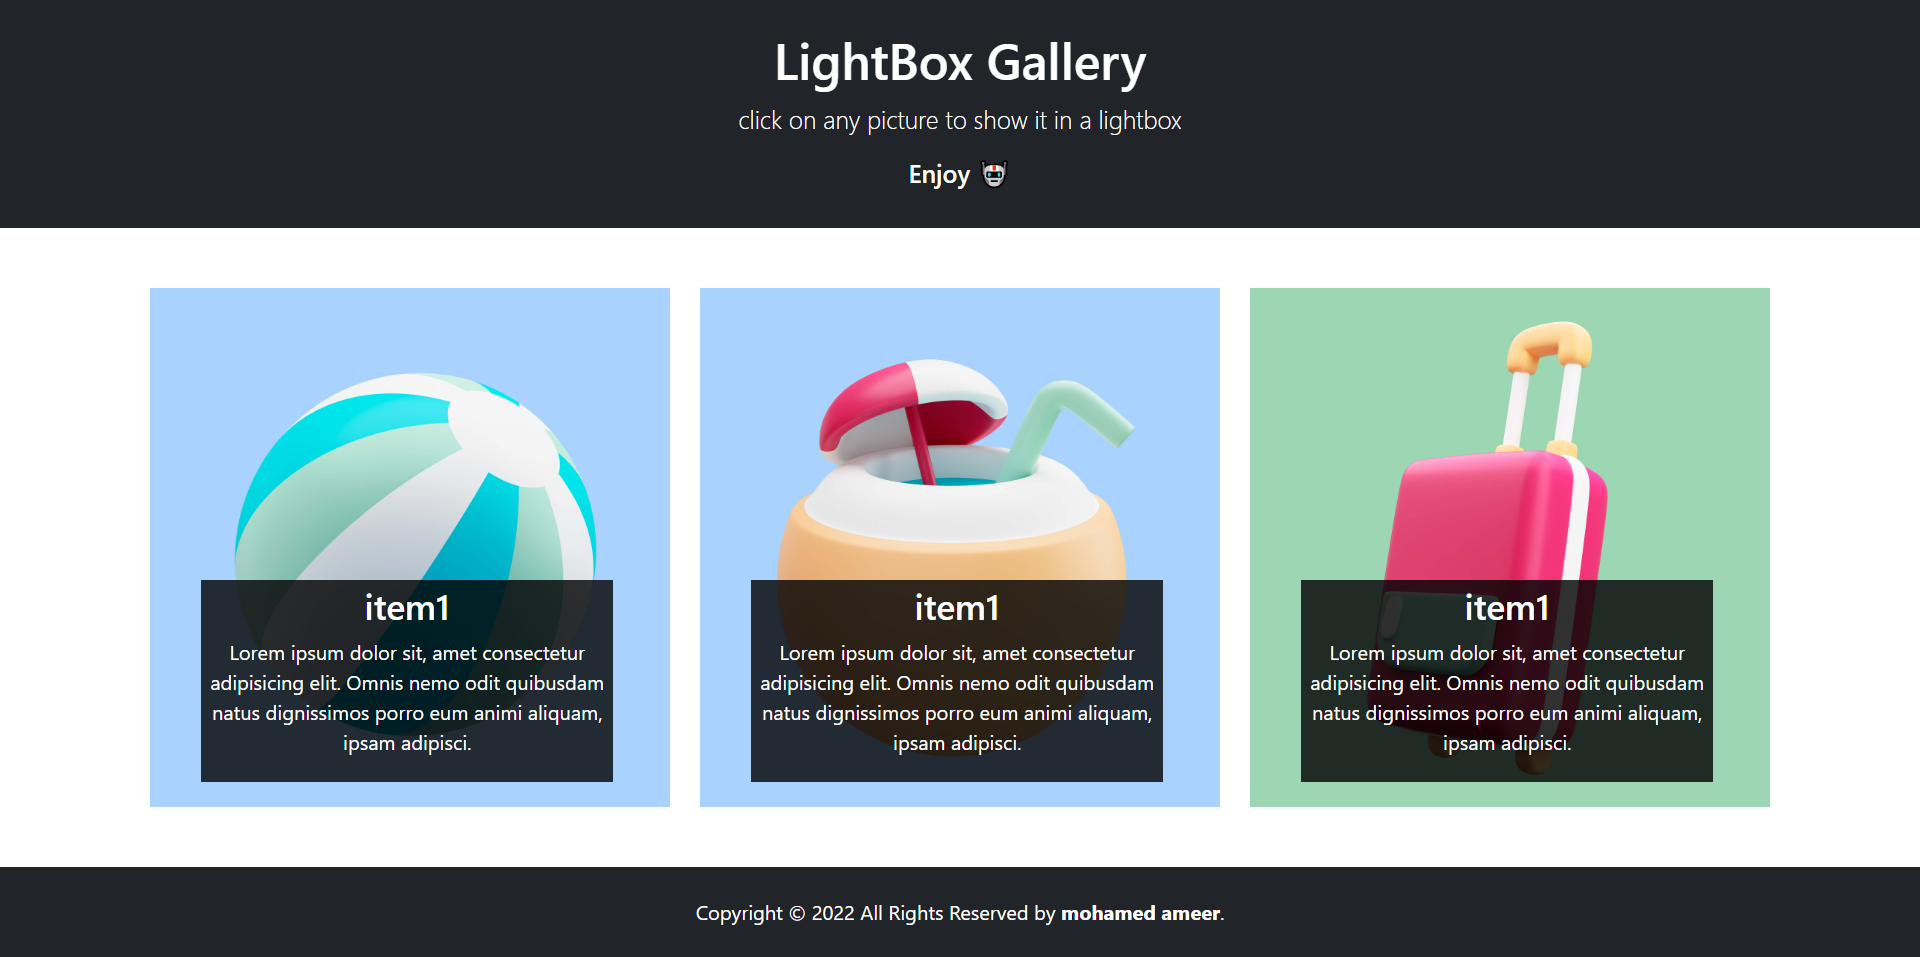 LightBox Gallery
click on any picture to show it in a lightbox
Enjoy
item1
Lorem ipsum dolor sit, amet consectetur
adipisicing elit. Omnis nemo odit quibusdam
natus dignissimos porro eum animi aliquam,
ipsam adipisci.
item1
Lorem ipsum dolor sit, amet consectetur
adipisicing elit. Omnis nemo odit quibusdam
natus dignissimos porro eum animi aliquam,
ipsam adipisci.
item1
Lorem ipsum dolor sit, amet consectetur
adipisicing elit. Omnis nemo odit quibusdam
natus dignissimos porro eum animi aliquam,
ipsam adipisci.
Copyright © 2022 All Rights Reserved by mohamed ameer.